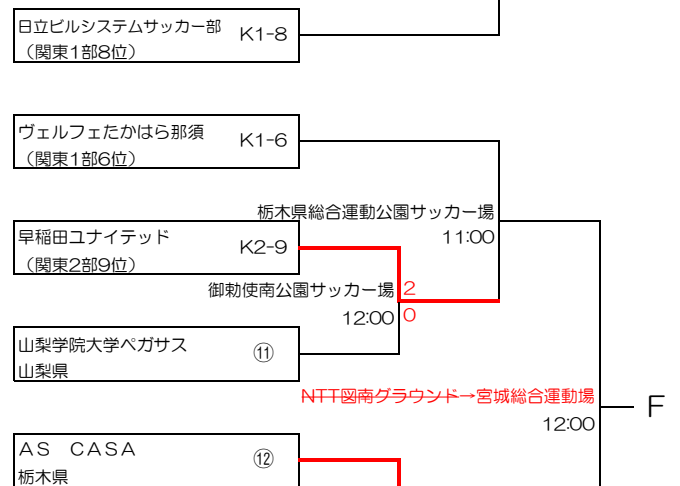 日立ビルシステムサッカー部 K1-8
（関東1部8位）
ヴェルフェたかはら那須 K1-6
（関東1部6位）
栃木県総合運動公園サッカー場
11:00
早稲田ユナイテッド K2-9
（関東2部9位）
御勅使南公園サッカー場 2
12:00 0
山梨学院大学ペガサス ⑪
山梨県
NTT図南グラウンド→宮城総合運動場
12:00
F
AS CASA ⑫
栃木県